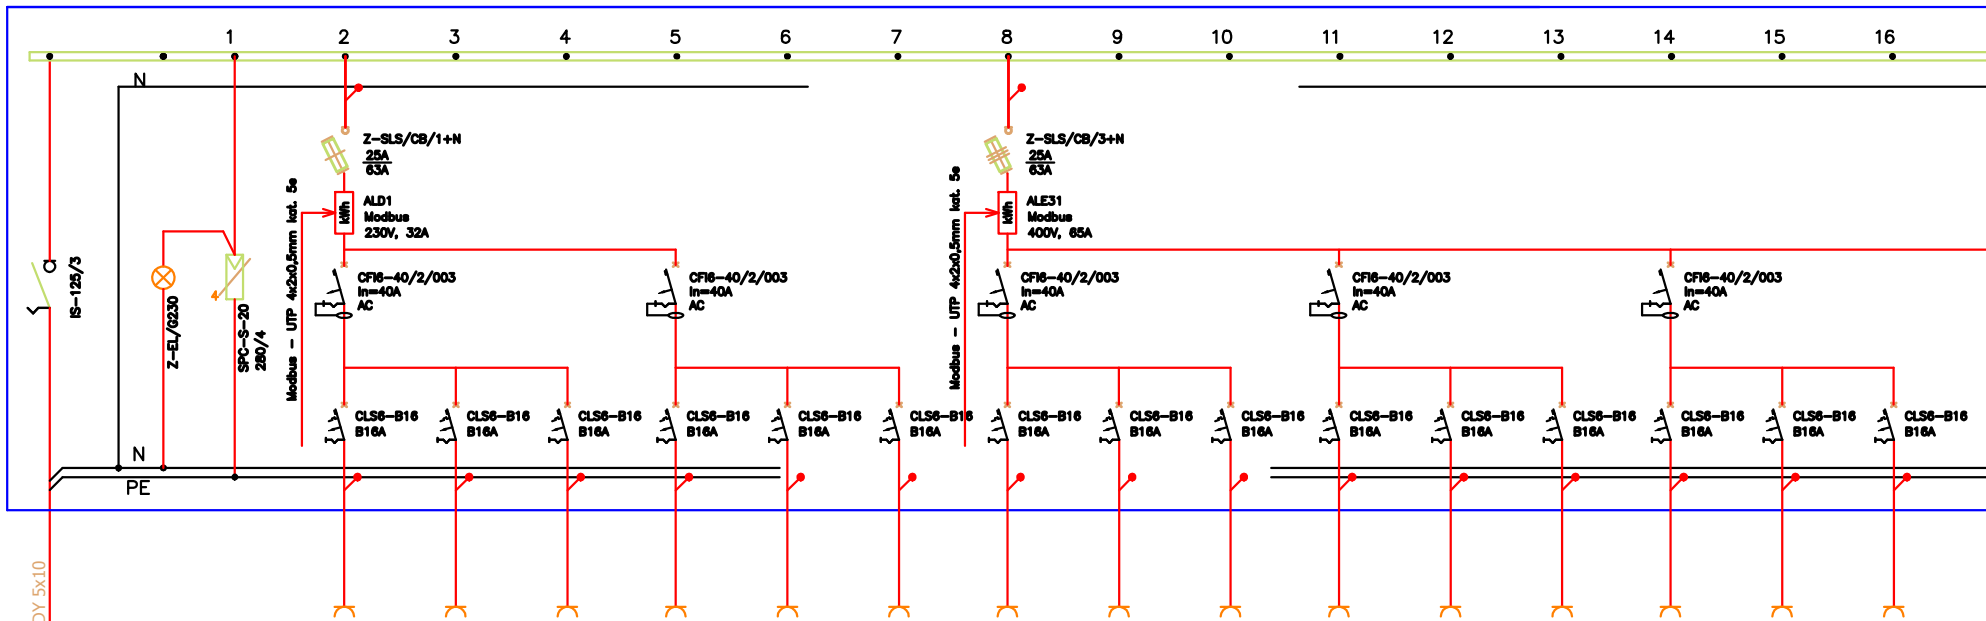 1 2 3 4 5 6 7 8 9 10 11 12 13 14 15 16
N
Z-SLS/CB/1+N
25A
63A
Z-SLS/CB/3+N
25A
63A
kWh
ALD1
Modbus
230V, 32A
kWh
ALE31
Modbus
400V, 65A
Modbus - UTP 4x2x0,5mm kat. 5e
Modbus - UTP 4x2x0,5mm kat. 5e
IS-125/3
Z-EL/G230
4
SPC-S-20
280/4
CFI6-40/2/003
In=40A
AC
CFI6-40/2/003
In=40A
AC
CFI6-40/2/003
In=40A
AC
CFI6-40/2/003
In=40A
AC
CFI6-40/2/003
In=40A
AC
CLS6-B16
B16A
CLS6-B16
B16A
CLS6-B16
B16A
CLS6-B16
B16A
CLS6-B16
B16A
CLS6-B16
B16A
CLS6-B16
B16A
CLS6-B16
B16A
CLS6-B16
B16A
CLS6-B16
B16A
CLS6-B16
B16A
CLS6-B16
B16A
CLS6-B16
B16A
CLS6-B16
B16A
CLS6-B16
B16A
N
PE
DY 5x10